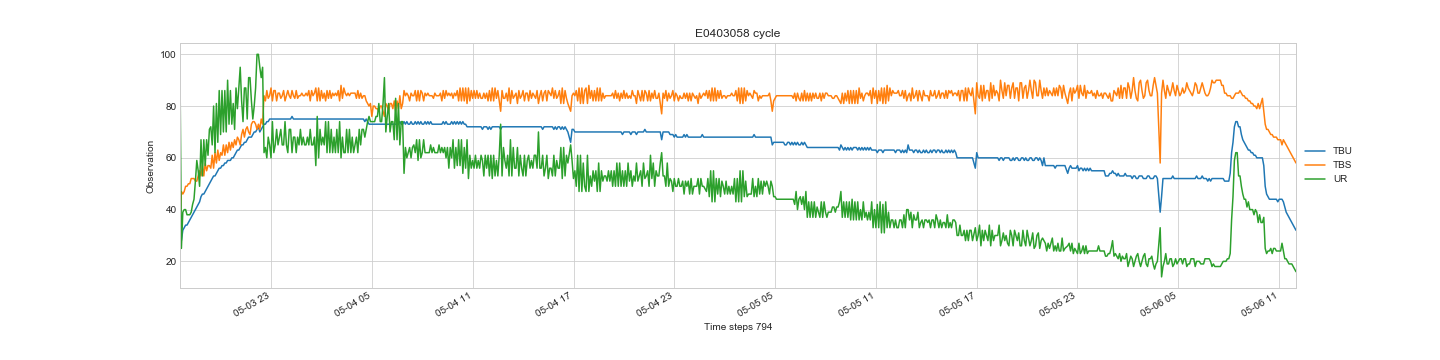 E0403058 cycle
100
80
60
40
20
Observation
05-03 23
05-04 05
05-04 11
05-04 17
05-04 23
05-05 05
05-05 11
05-05 17
05-05 23
05-06 05
05-06 11
Time steps 794
TBU
TBS
UR